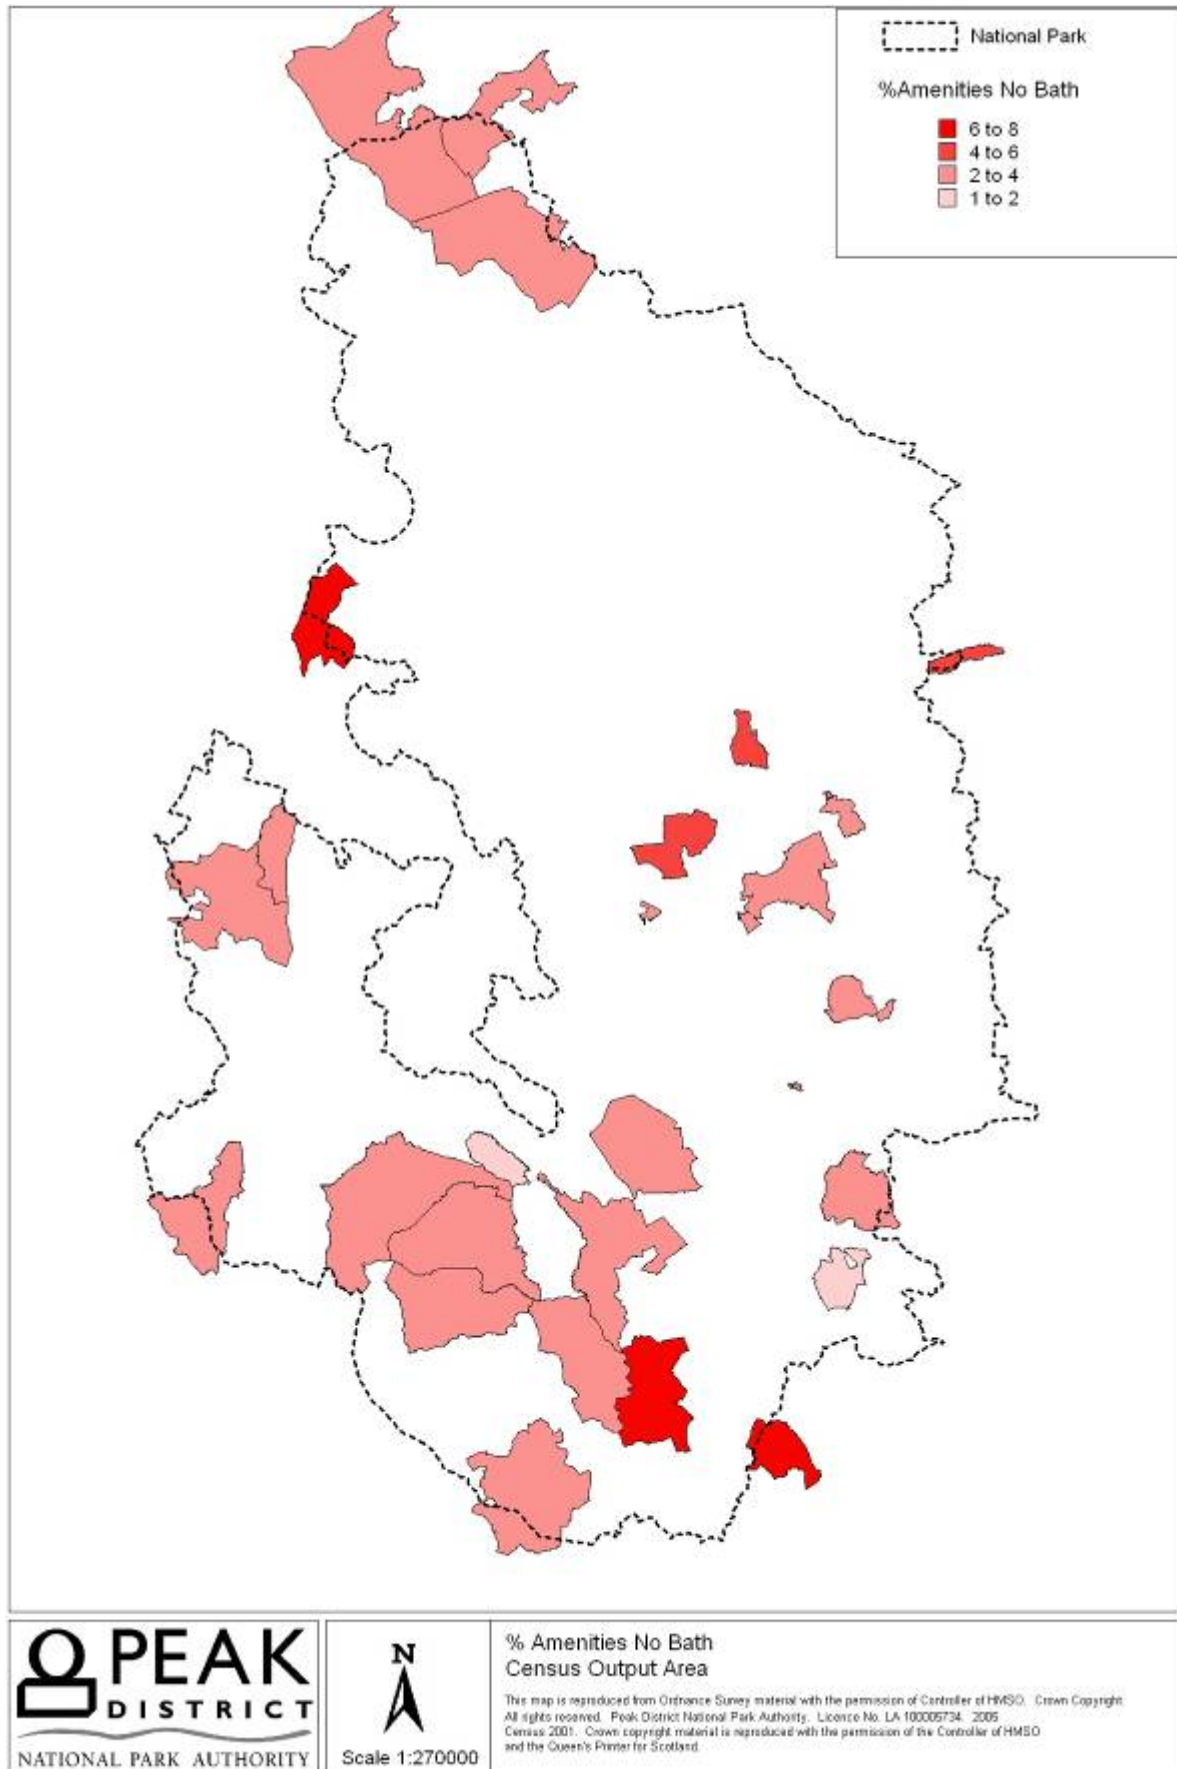 National Park
%Amenities No Bath
6 to 8
4 to 6
2 to 4
1 to 2
PEAK
DISTRICT
NATIONAL PARK AUTHORITY
N
Scale 1:270000
% Amenities No Bath
Census Output Area
This map is reproduced from Ordnance Survey material with the permission of Controller of HMSO. Crown Copyright.
All rights reserved. Peak District National Park Authority. Licence No. LA 100005734. 2005
Census 2001. Crown copyright material is reproduced with the permission of the Controller of HMSO
and the Queen's Printer for Scotland.